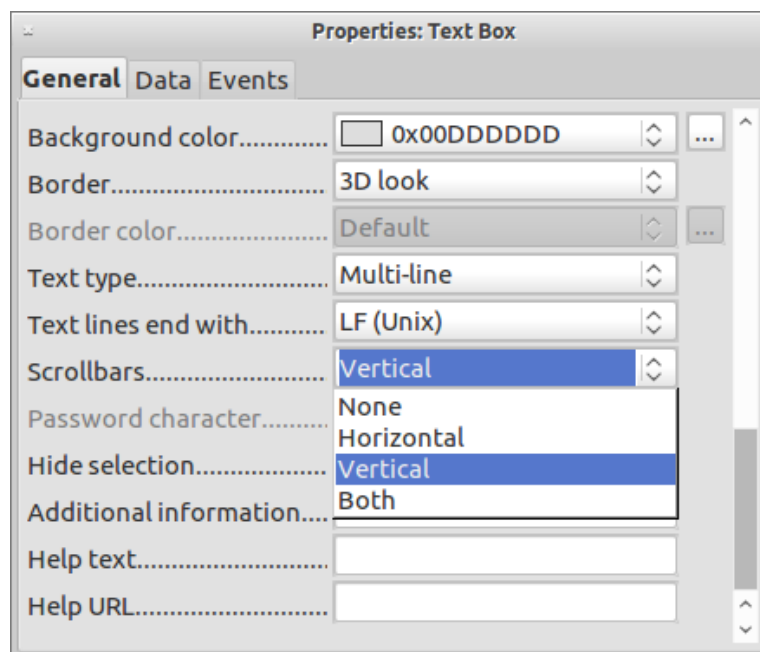 Properties: Text Box
General Data Events
Background color............. 0x00DDDDDD ...
Border............................. 3D look
Border color..................... Default ...
Text type......................... Multi-line
Text lines end with.......... LF (Unix)
Scrollbars........................ Vertical
Password character.......... None
Horizontal
Hide selection.................. Vertical
Additional information.... Both
Help text.........................
Help URL.........................